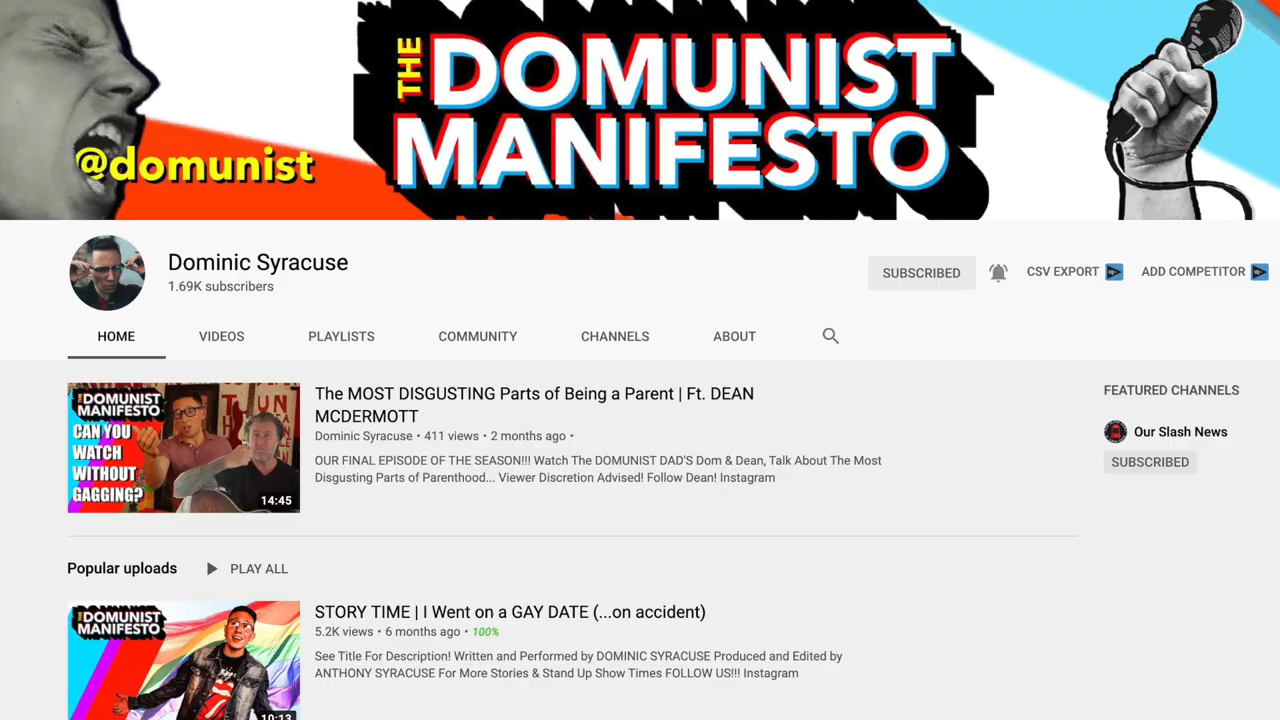 THE
DOMUNIST
MANIFESTO
@domunist
Dominic Syracuse
1.69K subscribers
SUBSCRIBED
CSV EXPORT
ADD COMPETITOR
HOME
VIDEOS
PLAYLISTS
COMMUNITY
CHANNELS
ABOUT
THE
DOMUNIST
MANIFESTO
CAN YOU
WATCH
WITHOUT
GAGGING?
14:45
The MOST DISGUSTING Parts of Being a Parent | Ft. DEAN
MCDERMOTT
Dominic Syracuse • 411 views • 2 months ago •
OUR FINAL EPISODE OF THE SEASON!!! Watch The DOMUNIST DAD'S Dom & Dean, Talk About The Most
Disgusting Parts of Parenthood... Viewer Discretion Advised! Follow Dean! Instagram
FEATURED CHANNELS
Our Slash News
SUBSCRIBED
Popular uploads
PLAY ALL
THE
DOMUNIST
MANIFESTO
10:13
STORY TIME | I Went on a GAY DATE (...on accident)
5.2K views • 6 months ago • 100%
See Title For Description! Written and Performed by DOMINIC SYRACUSE Produced and Edited by
ANTHONY SYRACUSE For More Stories & Stand Up Show Times FOLLOW US!!! Instagram